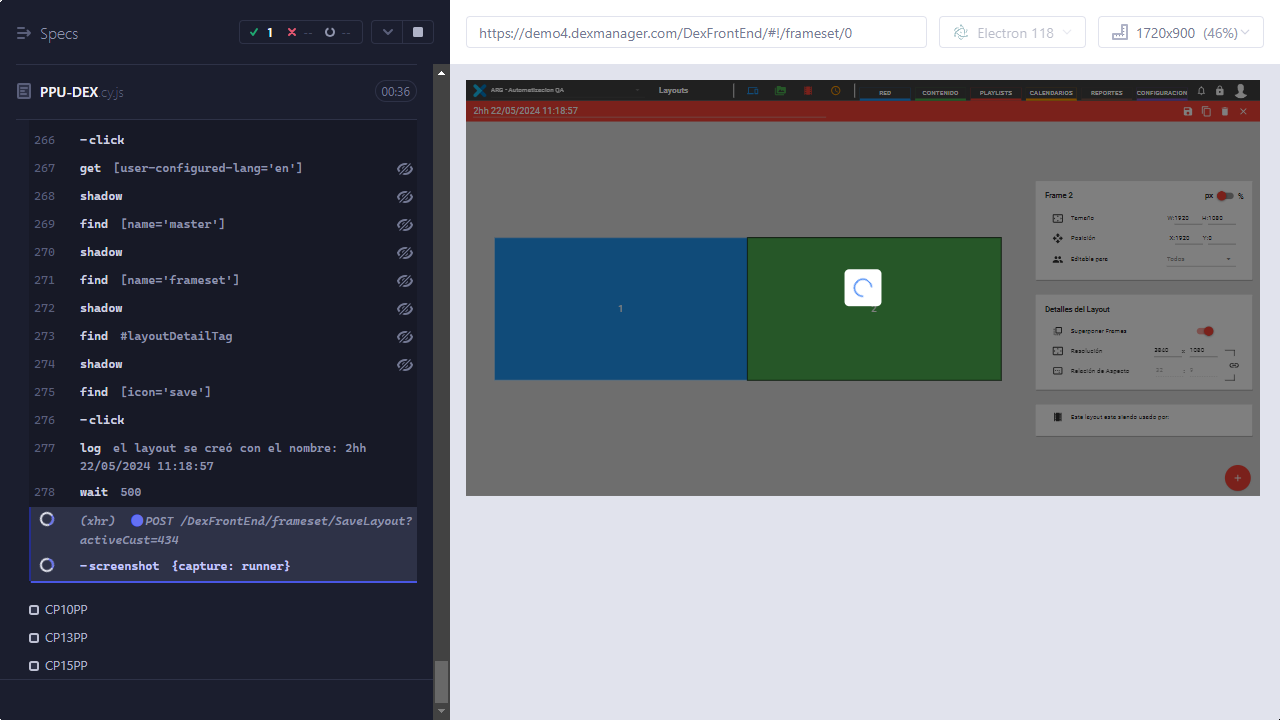 Specs
1
--
--
PPU-DEX.cy.js
00:36
266 -click
267 get [user-configured-lang='en']
268 shadow
269 find [name='master']
270 shadow
271 find [name='frameset']
272 shadow
273 find #layoutDetailTag
274 shadow
275 find [icon='save']
276 -click
277 log el layout se creó con el nombre: 2hh
22/05/2024 11:18:57
278 wait 500
(xhr) POST /DexFrontEnd/frameset/SaveLayout?
activeCust=434
-screenshot {capture: runner}
CP10PP
CP13PP
CP15PP
https://demo4.dexmanager.com/DexFrontEnd/#!/frameset/0
Electron 118
1720x900 (46%)
ARG - Automatizacion QA
Layouts
RED
CONTENIDO
PLAYLISTS
CALENDARIOS
REPORTES
CONFIGURACION
2hh 22/05/2024 11:18:57
1
2
Frame 2
px %
Tamaño W:1920 H:1080
Posición X:1920 Y:0
Editable para Todos
Detalles del Layout
Superponer Frames
Resolución 3840 x 1080
Relación de Aspecto
Este layout esta siendo usado por:
+